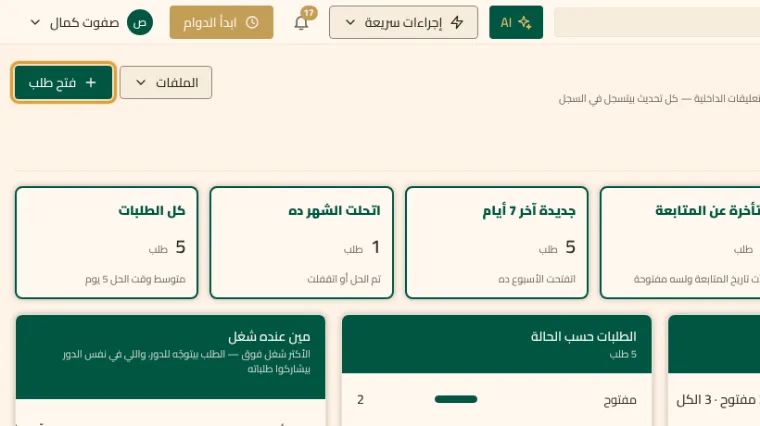 AI
إجراءات سريعة
17
ابدأ الدوام
ص
صفوت كمال
الملفات
+ فتح طلب
الداخلية — كل تحديث بيتسجل في السجل
عن المتابعة
طلب
تاريخ المتابعة ولسه مفتوحة
جديدة آخر 7 أيام
5 طلب
اتفتحت الأسبوع ده
اتحلت الشهر ده
1 طلب
تم الحل أو اتقفلت
كل الطلبات
5 طلب
متوسط وقت الحل 5 يوم
مفتوح · 3 الكل
الطلبات حسب الحالة
5 طلب
مفتوح
2
مين عنده شغل
الأكثر شغل فوق — الطلب بيتوجّه للدور، واللي في نفس الدور
بيشاركوا طلباته